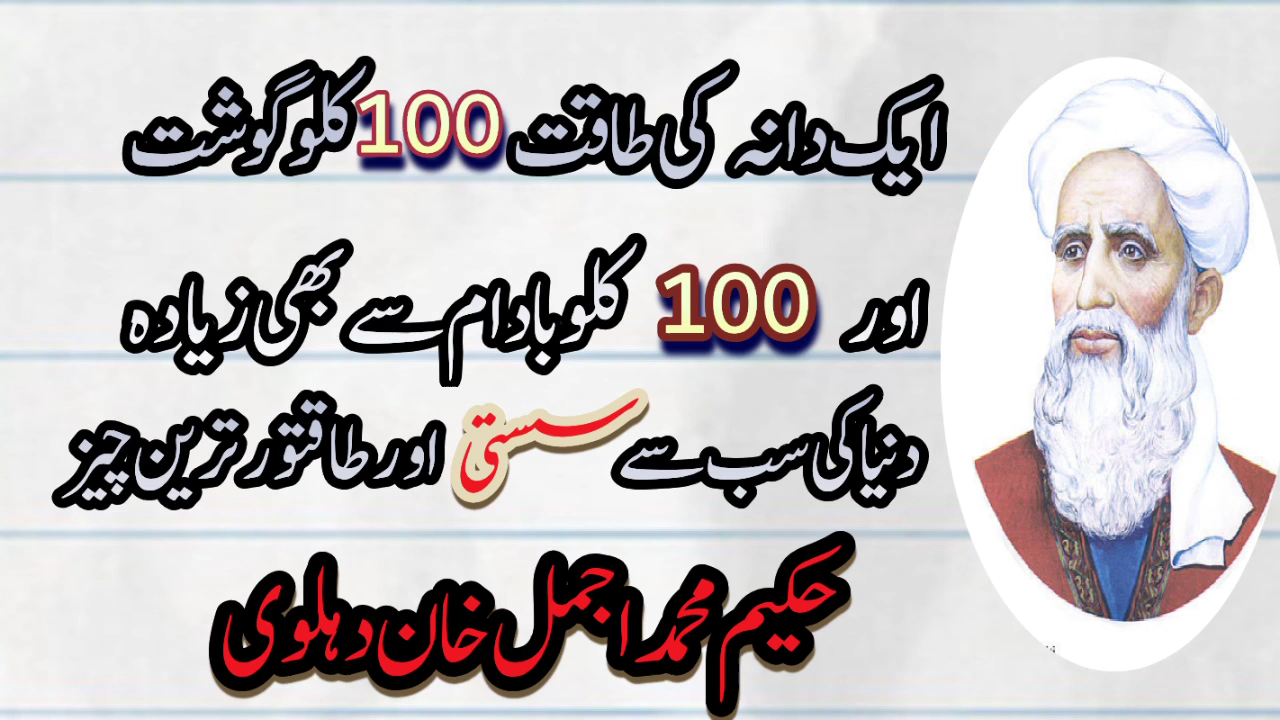 ایک دانہ کی طاقت 100 کلو گوشت
اور 100 کلو بادام سے بھی زیادہ
دنیا کی سب سے سستی اور طاقتور ترین چیز
حکیم محمد اجمل خان دہلوی